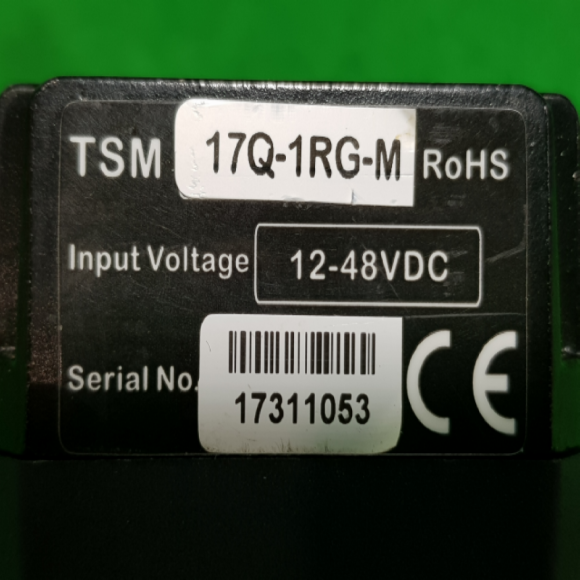 TSM 17Q-1RG-M RoHS
Input Voltage 12-48VDC
Serial No. 17311053 CE